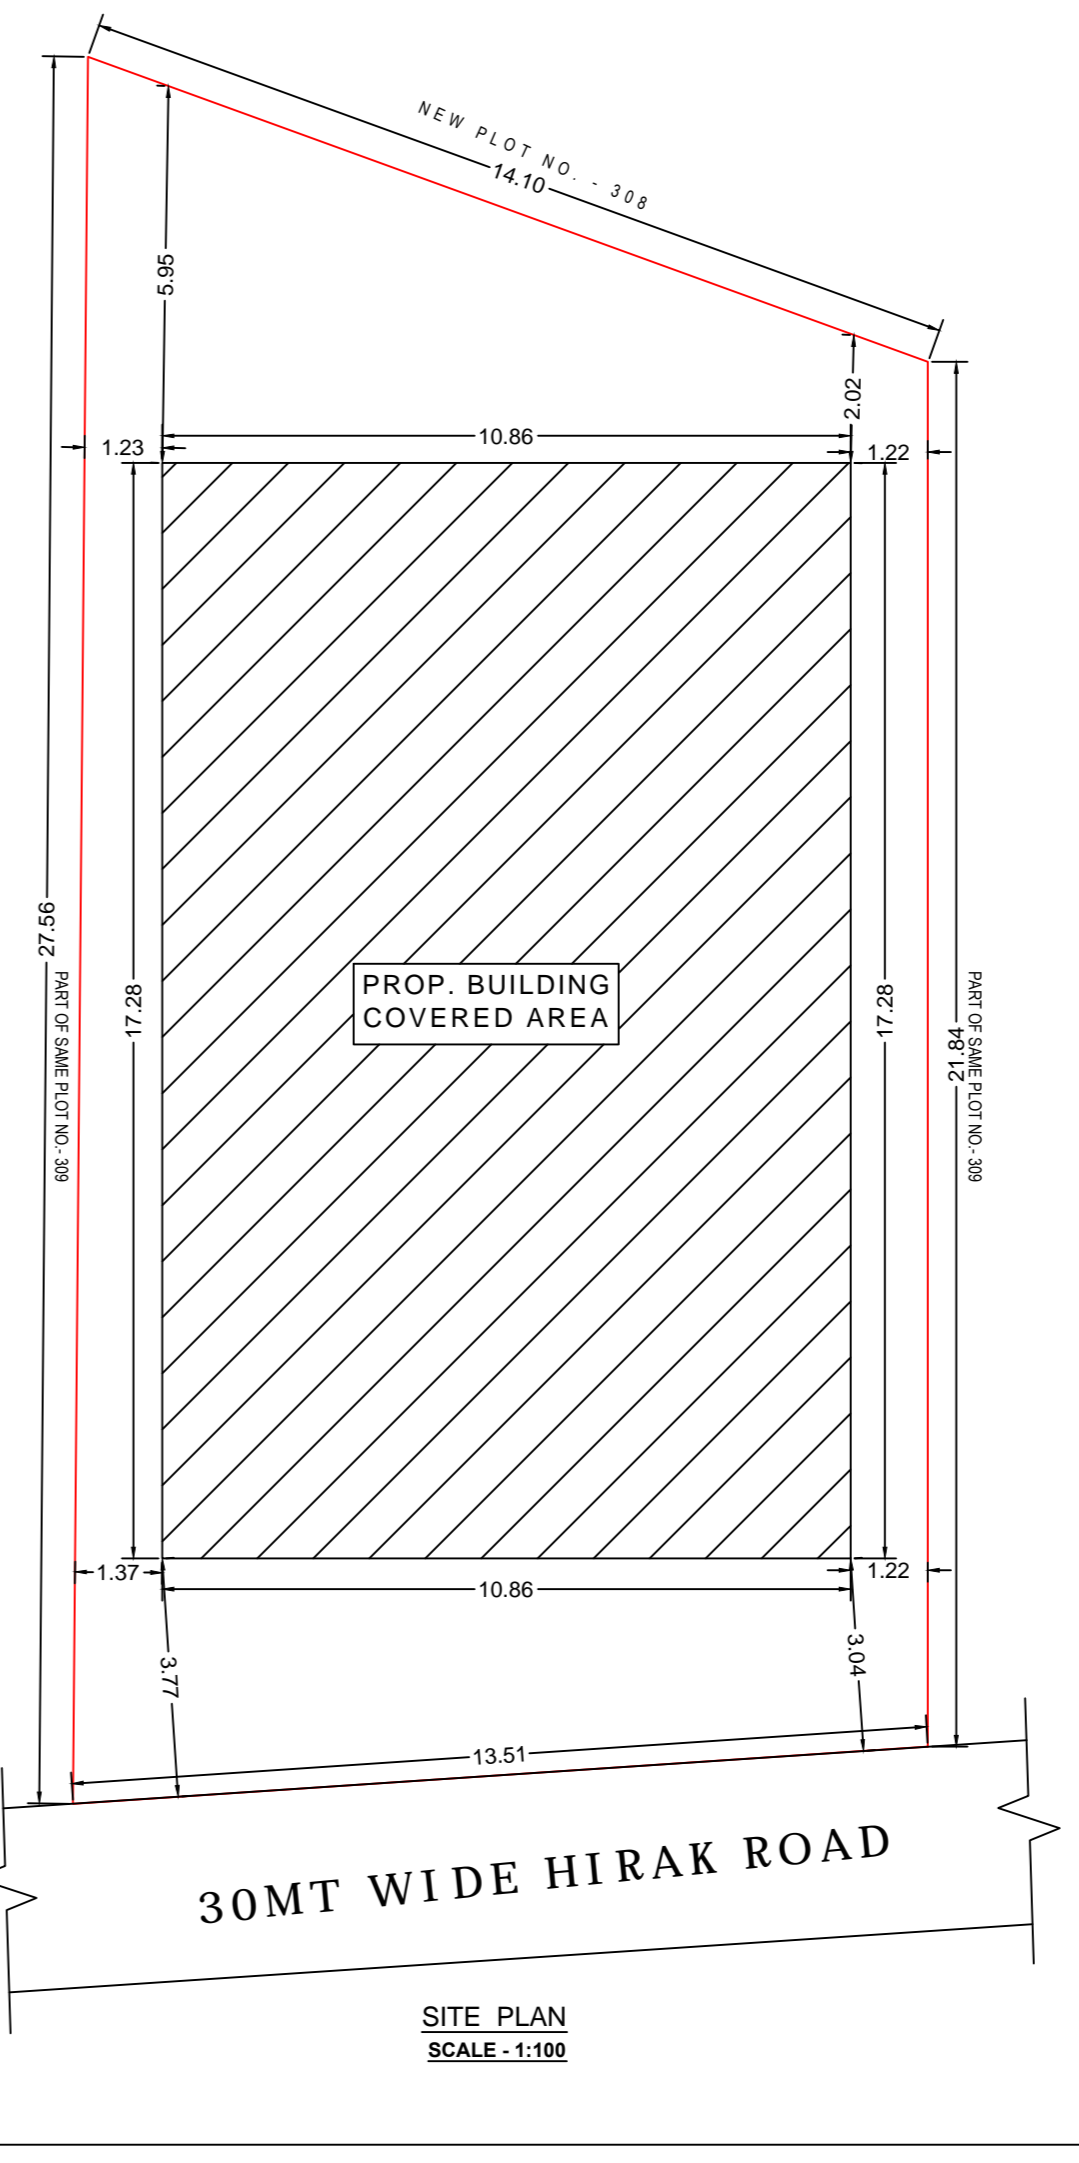 NEW PLOT NO. - 308
14.10
5.95
2.02
1.23
10.86
1.22
27.56
PART OF SAME PLOT NO.- 309
17.28
PROP. BUILDING
COVERED AREA
17.28
21.84
PART OF SAME PLOT NO.- 309
1.37
10.86
1.22
3.77
3.04
13.51
30MT WIDE HIRAK ROAD
SITE PLAN
SCALE - 1:100